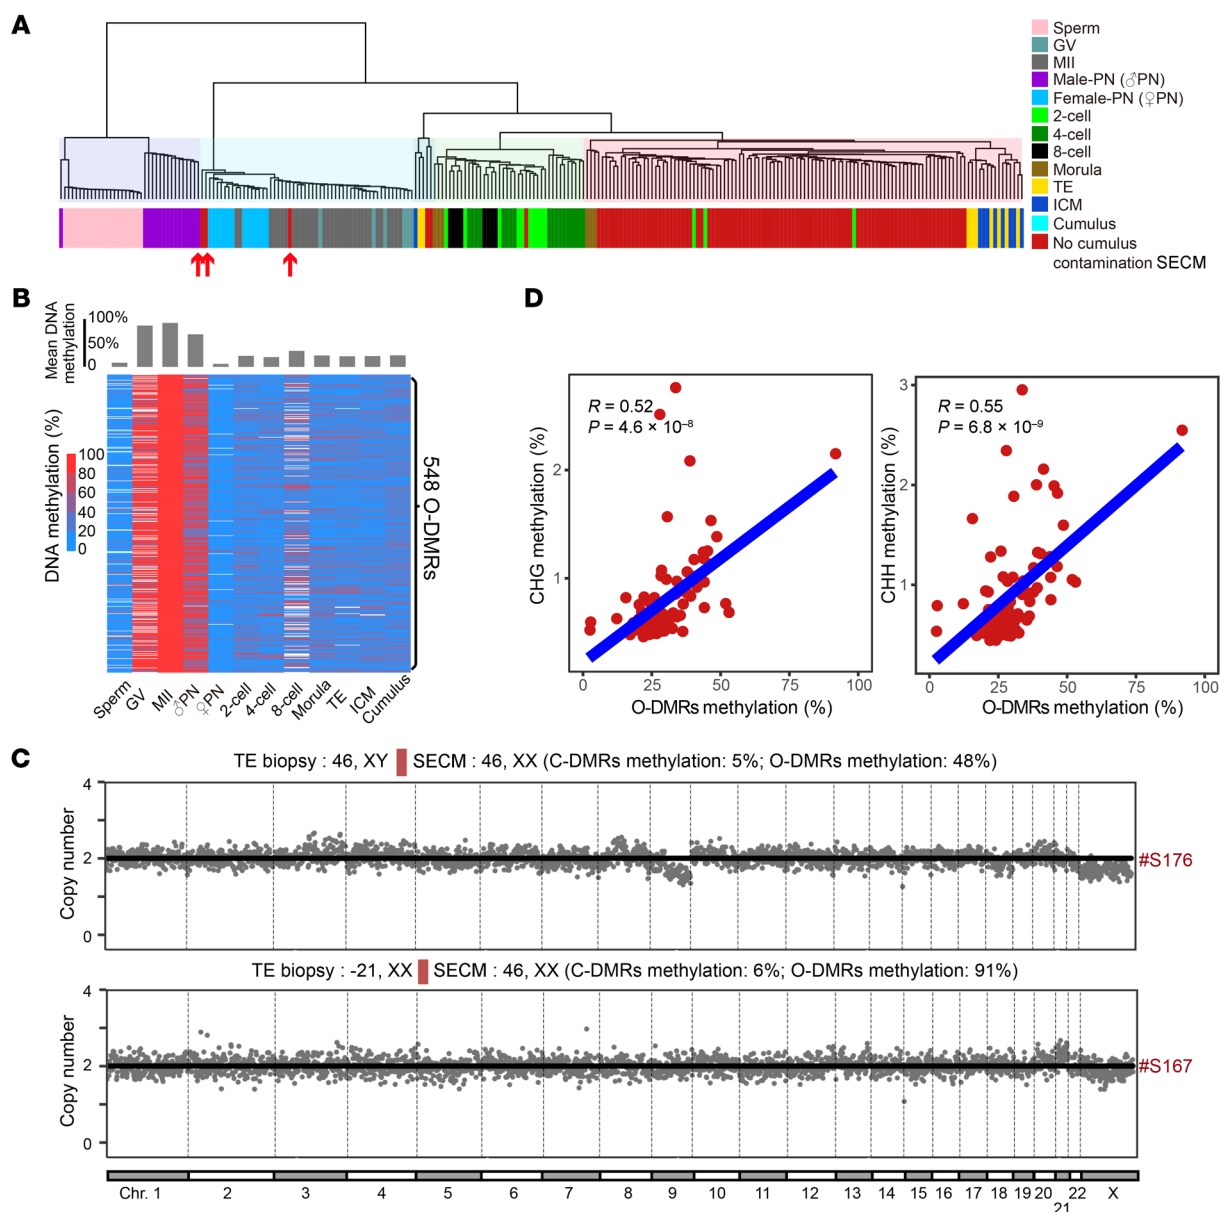 A
Sperm
GV
MII
Male-PN (♂PN)
Female-PN (♀PN)
2-cell
4-cell
8-cell
Morula
TE
ICM
Cumulus
No cumulus
contamination SECM
B
Mean DNA
methylation
100%
50%
0
DNA methylation (%)
100
80
60
40
20
0
548 O-DMRs
Sperm
GV
MII
♂PN
♀PN
2-cell
4-cell
8-cell
Morula
TE
ICM
Cumulus
D
R = 0.52
P = 4.6 × 10–8
CHG methylation (%)
2
1
0
25
50
75
100
O-DMRs methylation (%)
R = 0.55
P = 6.8 × 10–9
CHH methylation (%)
3
2
1
0
25
50
75
100
O-DMRs methylation (%)
C
TE biopsy : 46, XY SECM : 46, XX (C-DMRs methylation: 5%; O-DMRs methylation: 48%)
Copy number
4
2
0
#S176
TE biopsy : -21, XX SECM : 46, XX (C-DMRs methylation: 6%; O-DMRs methylation: 91%)
Copy number
4
2
0
#S167
Chr. 1 2 3 4 5 6 7 8 9 10 11 12 13 14 15 16 17 18 19 20 21 22 X